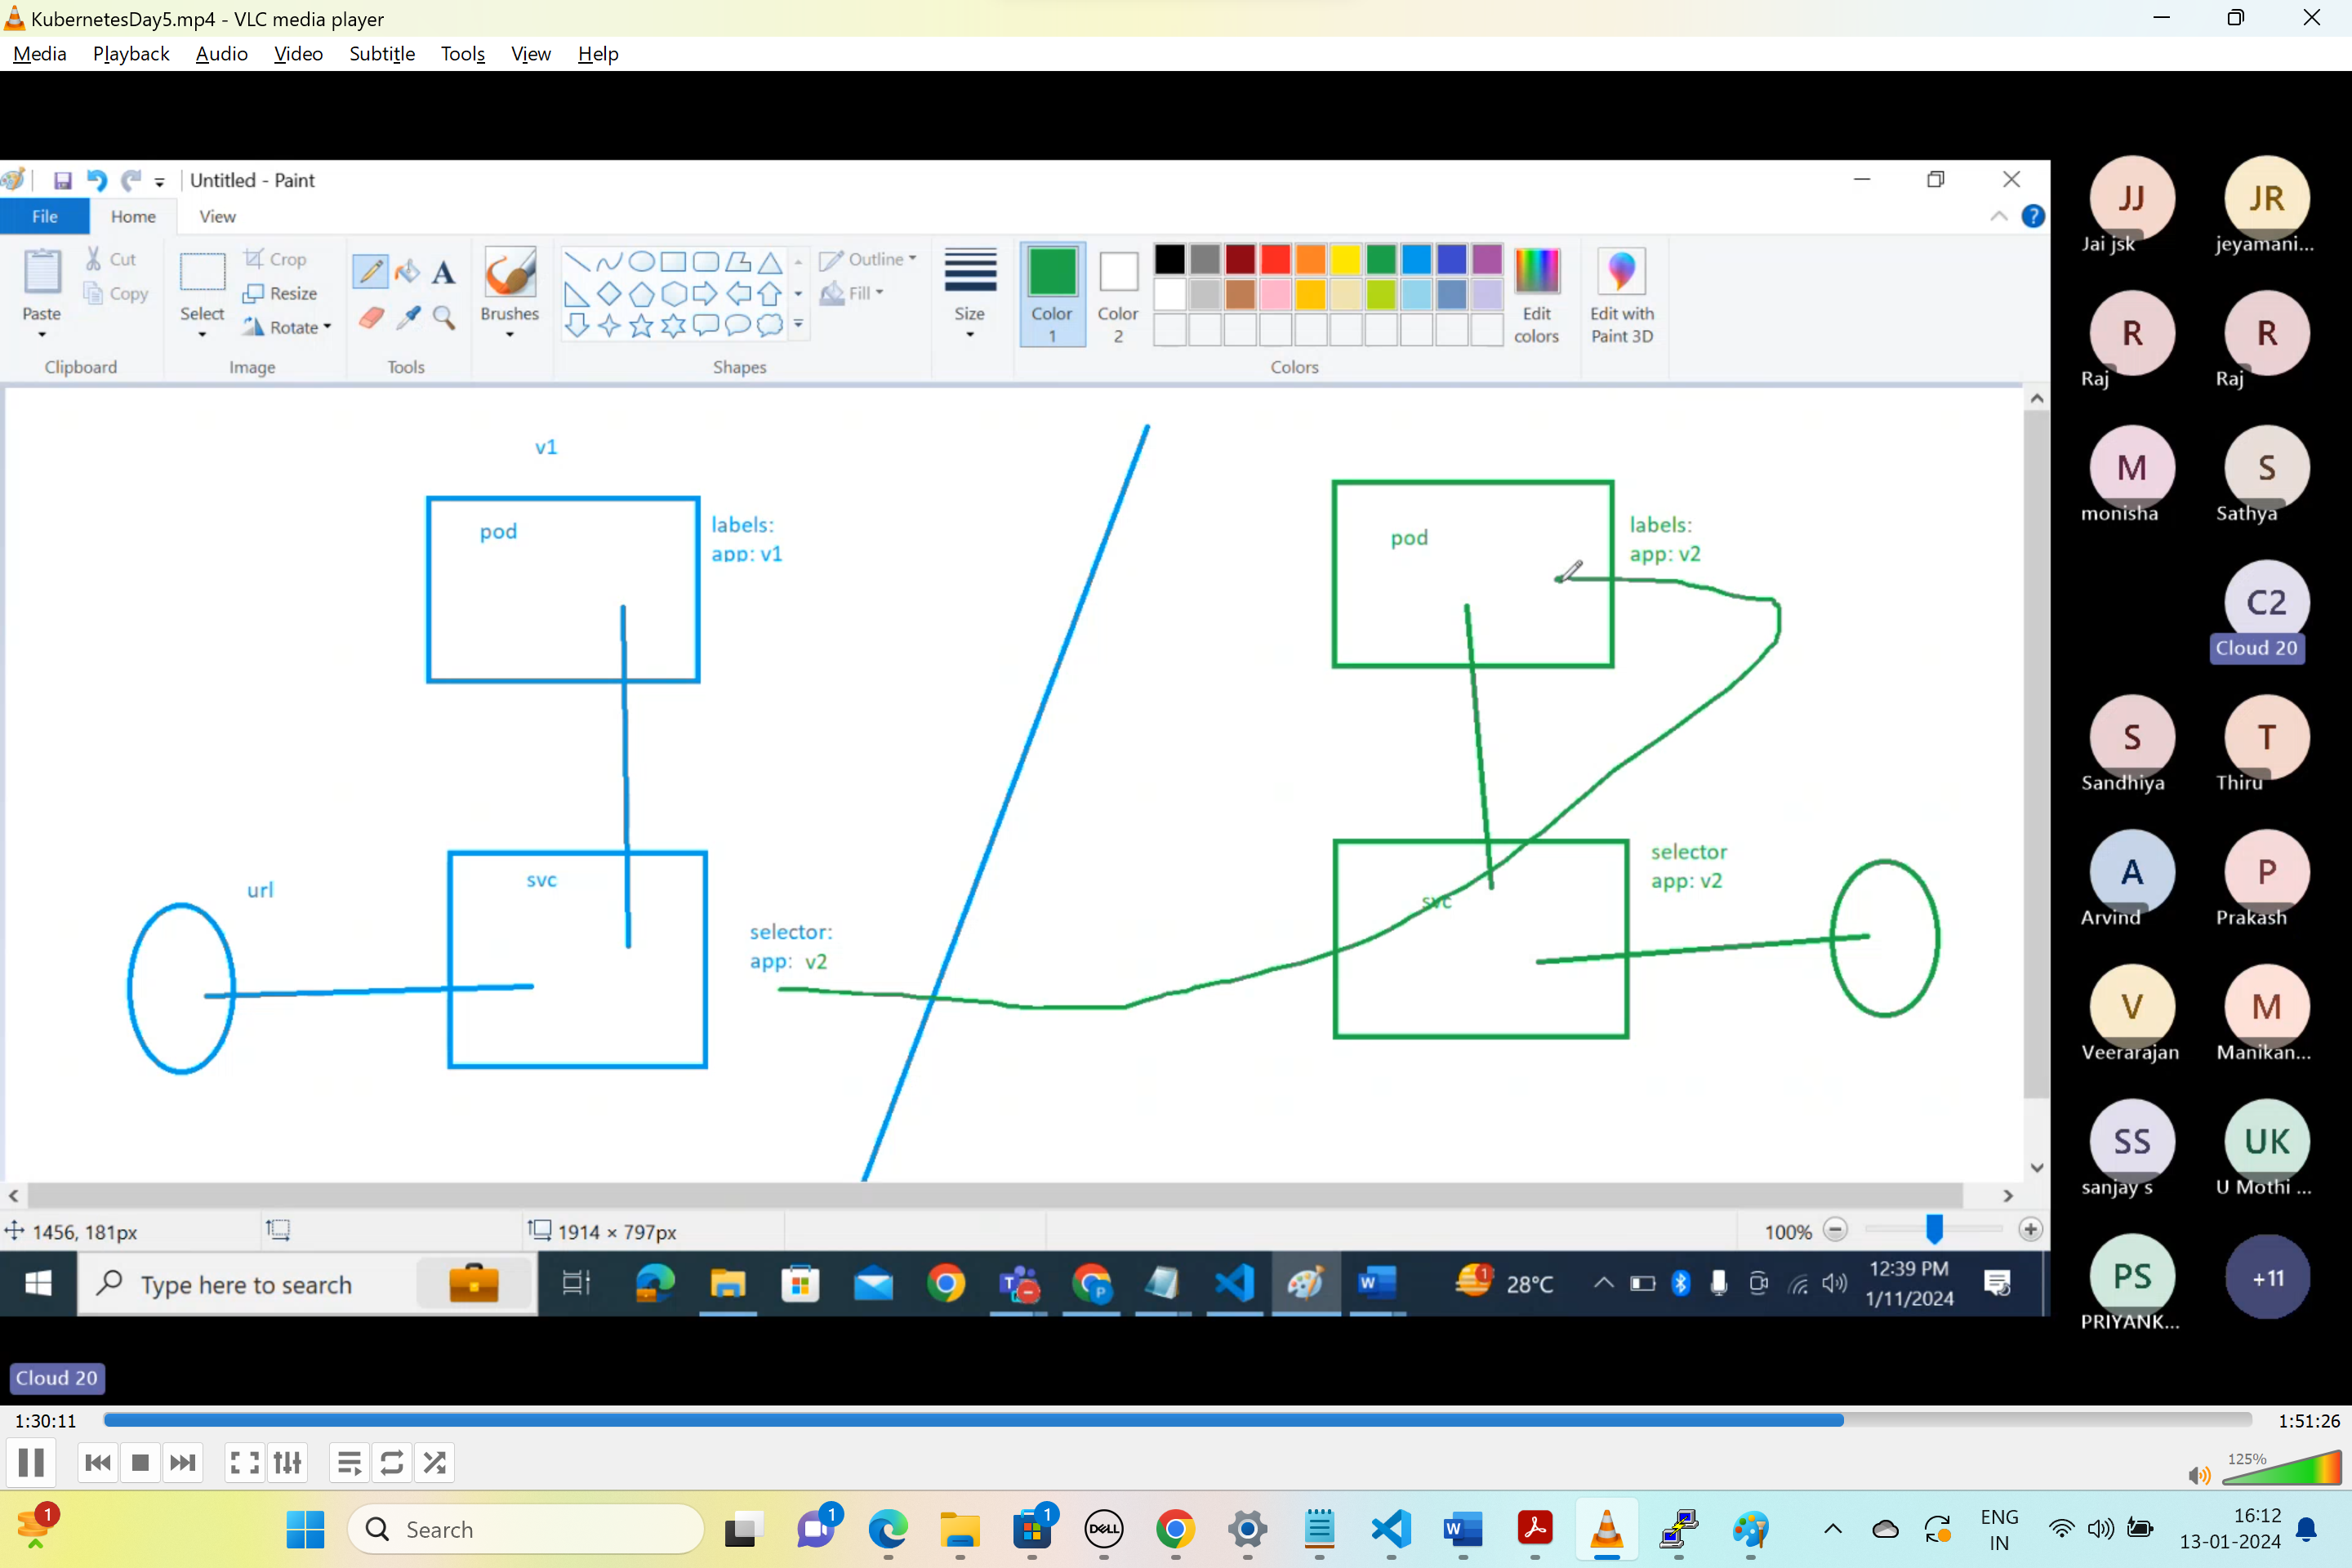 KubernetesDay5.mp4 - VLC media player
Media Playback Audio Video Subtitle Tools View Help
Untitled - Paint
File Home View
Paste
Cut
Copy
Clipboard
Select
Crop
Resize
Rotate
Image
A
Tools
Brushes
Outline
Fill
Shapes
Size
Color
1
Color
2
Edit
colors
Colors
Edit with
Paint 3D
?
v1
pod
labels:
app: v1
url
svc
selector:
app: v2
pod
labels:
app: v2
svc
selector
app: v2
1456, 181px
1914 × 797px
100%
Type here to search
1
28°C
12:39 PM
1/11/2024
JJ
Jai jsk
JR
jeyamani...
R
Raj
R
Raj
M
monisha
S
Sathya
C2
Cloud 20
S
Sandhiya
T
Thiru
A
Arvind
P
Prakash
V
Veerarajan
M
Manikan...
SS
sanjay s
UK
U Mothi ...
PS
PRIYANK...
+11
Cloud 20
1:30:11
1:51:26
125%
1
Search
1
1
DELL
ENG
IN
16:12
13-01-2024